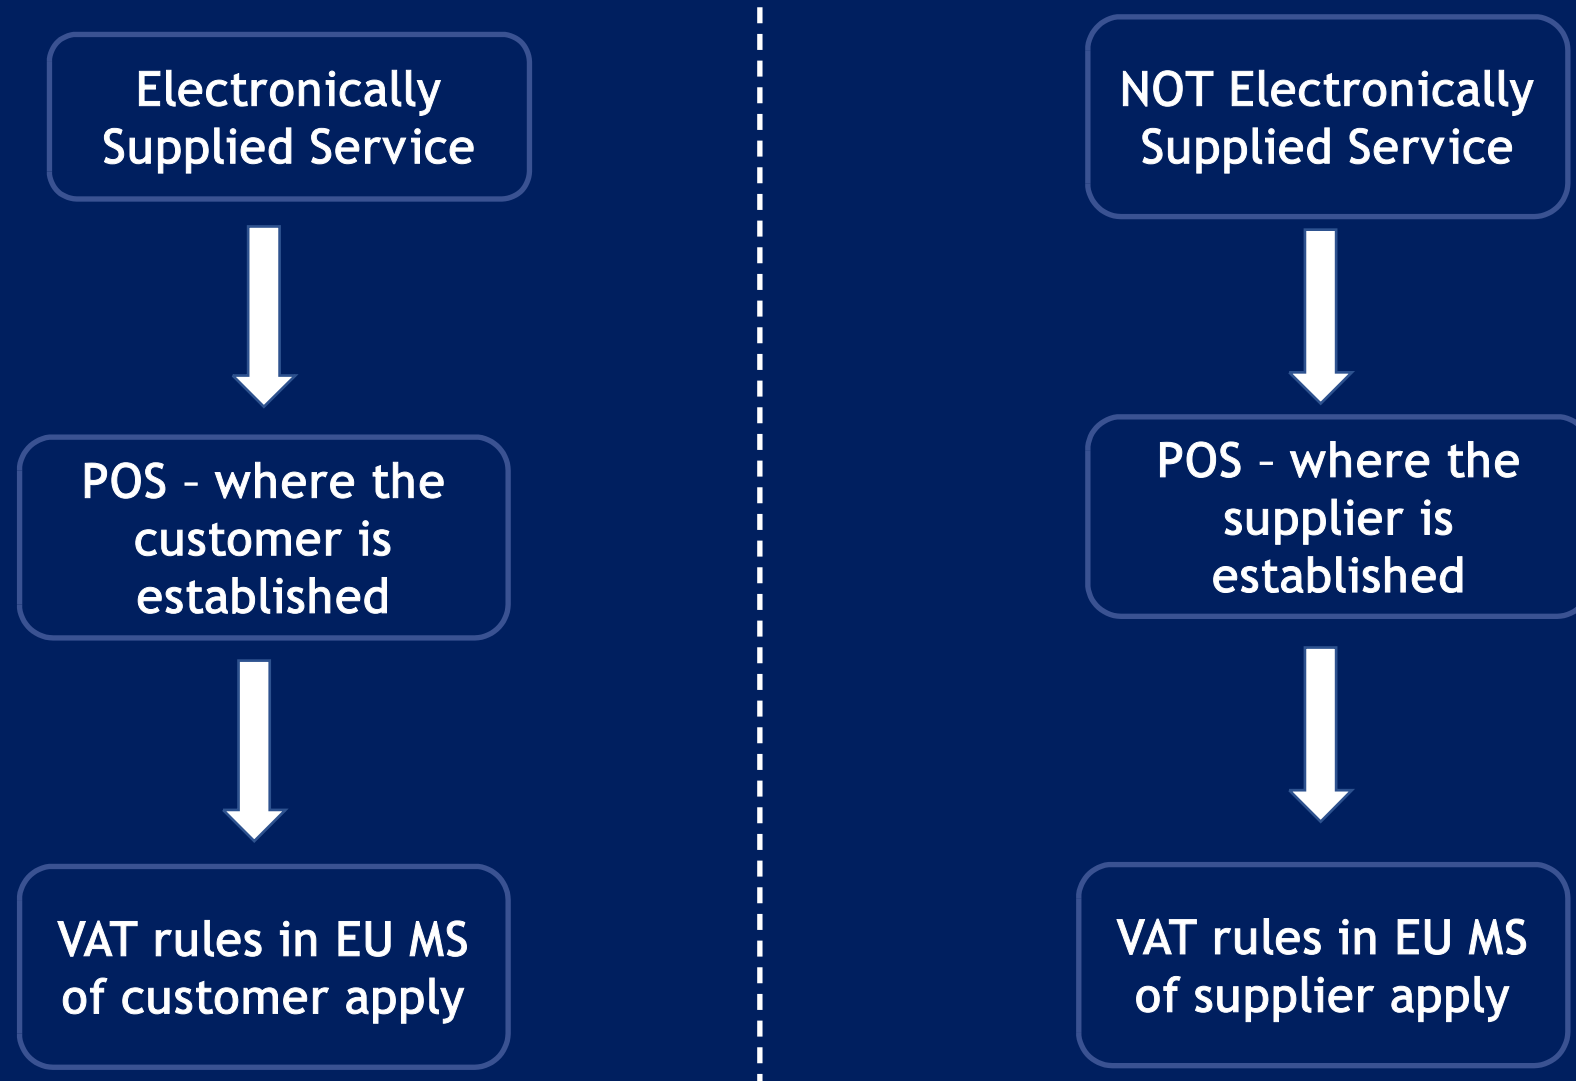 Electronically
Supplied Service
POS – where the
customer is
established
VAT rules in EU MS
of customer apply
NOT Electronically
Supplied Service
POS – where the
supplier is
established
VAT rules in EU MS
of supplier apply